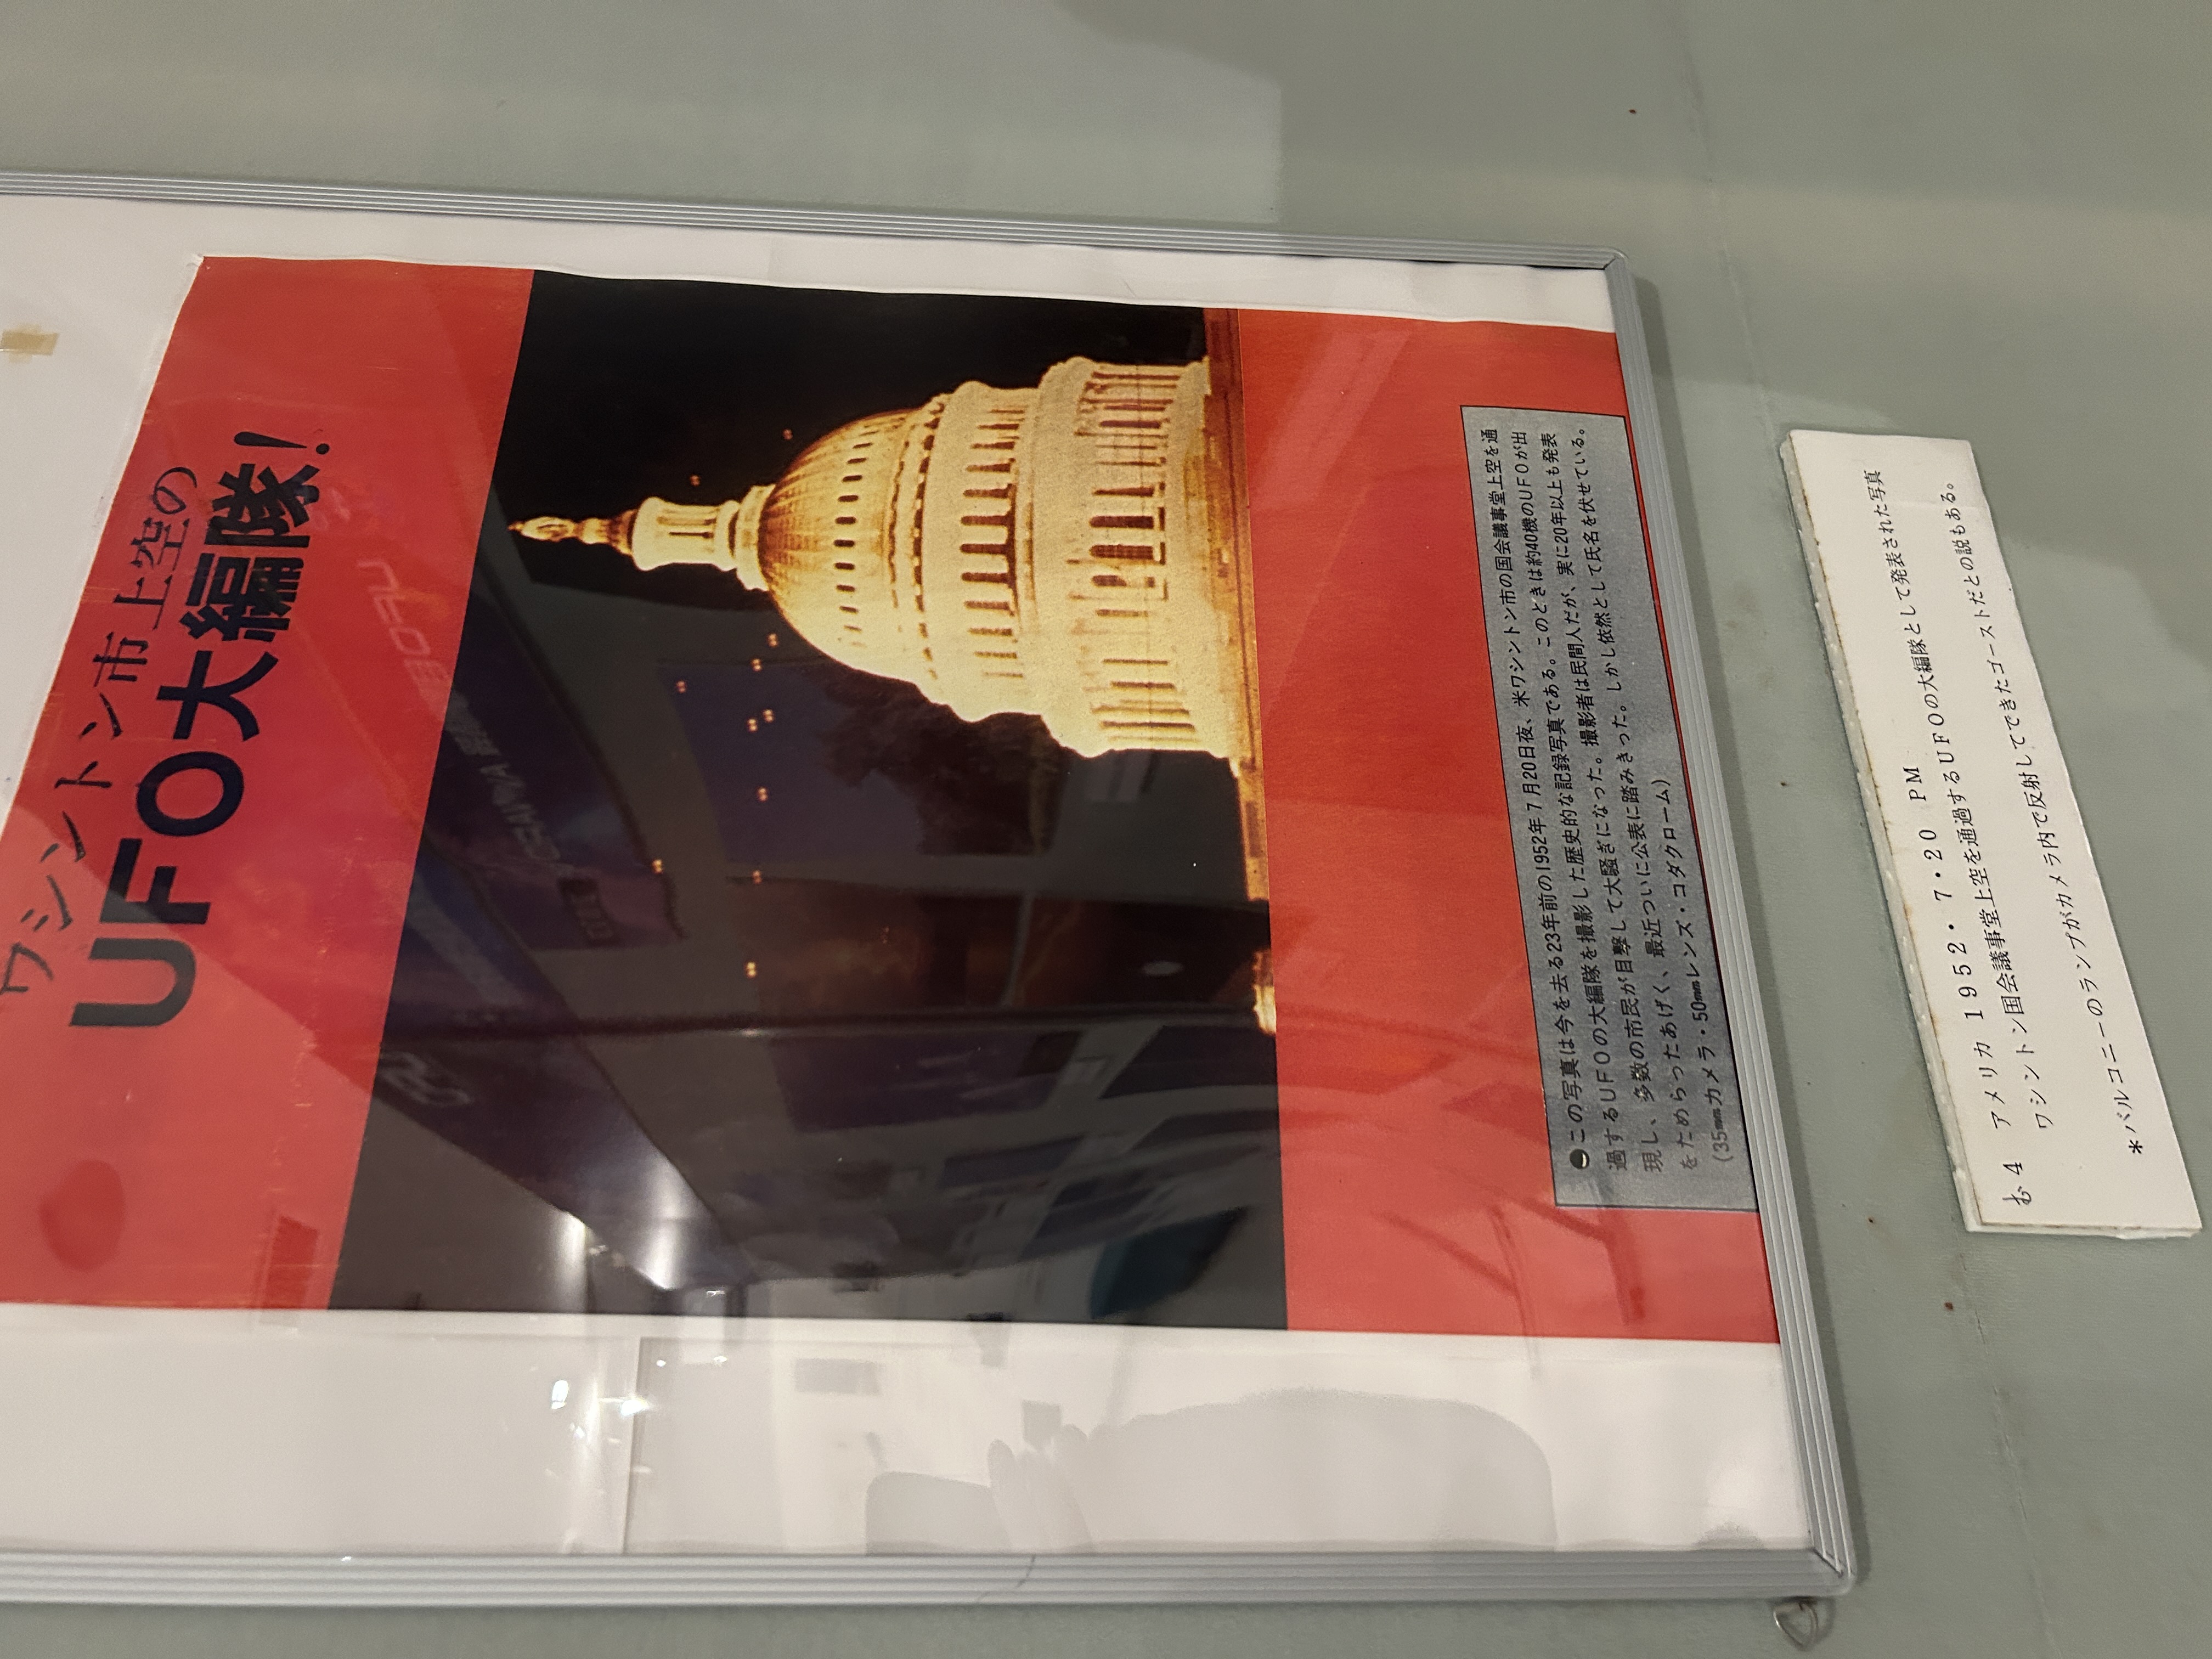 ワシントン市上空の
UFO大編隊!
●この写真は今を去る23年前の1952年7月20日夜、米ワシントン市の国会議事堂上空を通
過するUFOの大編隊を撮影した歴史的な記録写真である。このときは約40機のUFOが出
現し、多数の市民が目撃して大騒ぎになった。撮影者は民間人だが、実に20年以上も発表
をためらったあげく、最近ついに公表に踏みきった。しかし依然として氏名を伏せている。
(35mmカメラ・50mmレンズ・コダクローム)
む4 アメリカ 1952・7・20 PM
ワシントン国会議事堂上空を通過するUFOの大編隊として発表された写真
*バルコニーのランプがカメラ内で反射してできたゴーストだとの説もある。